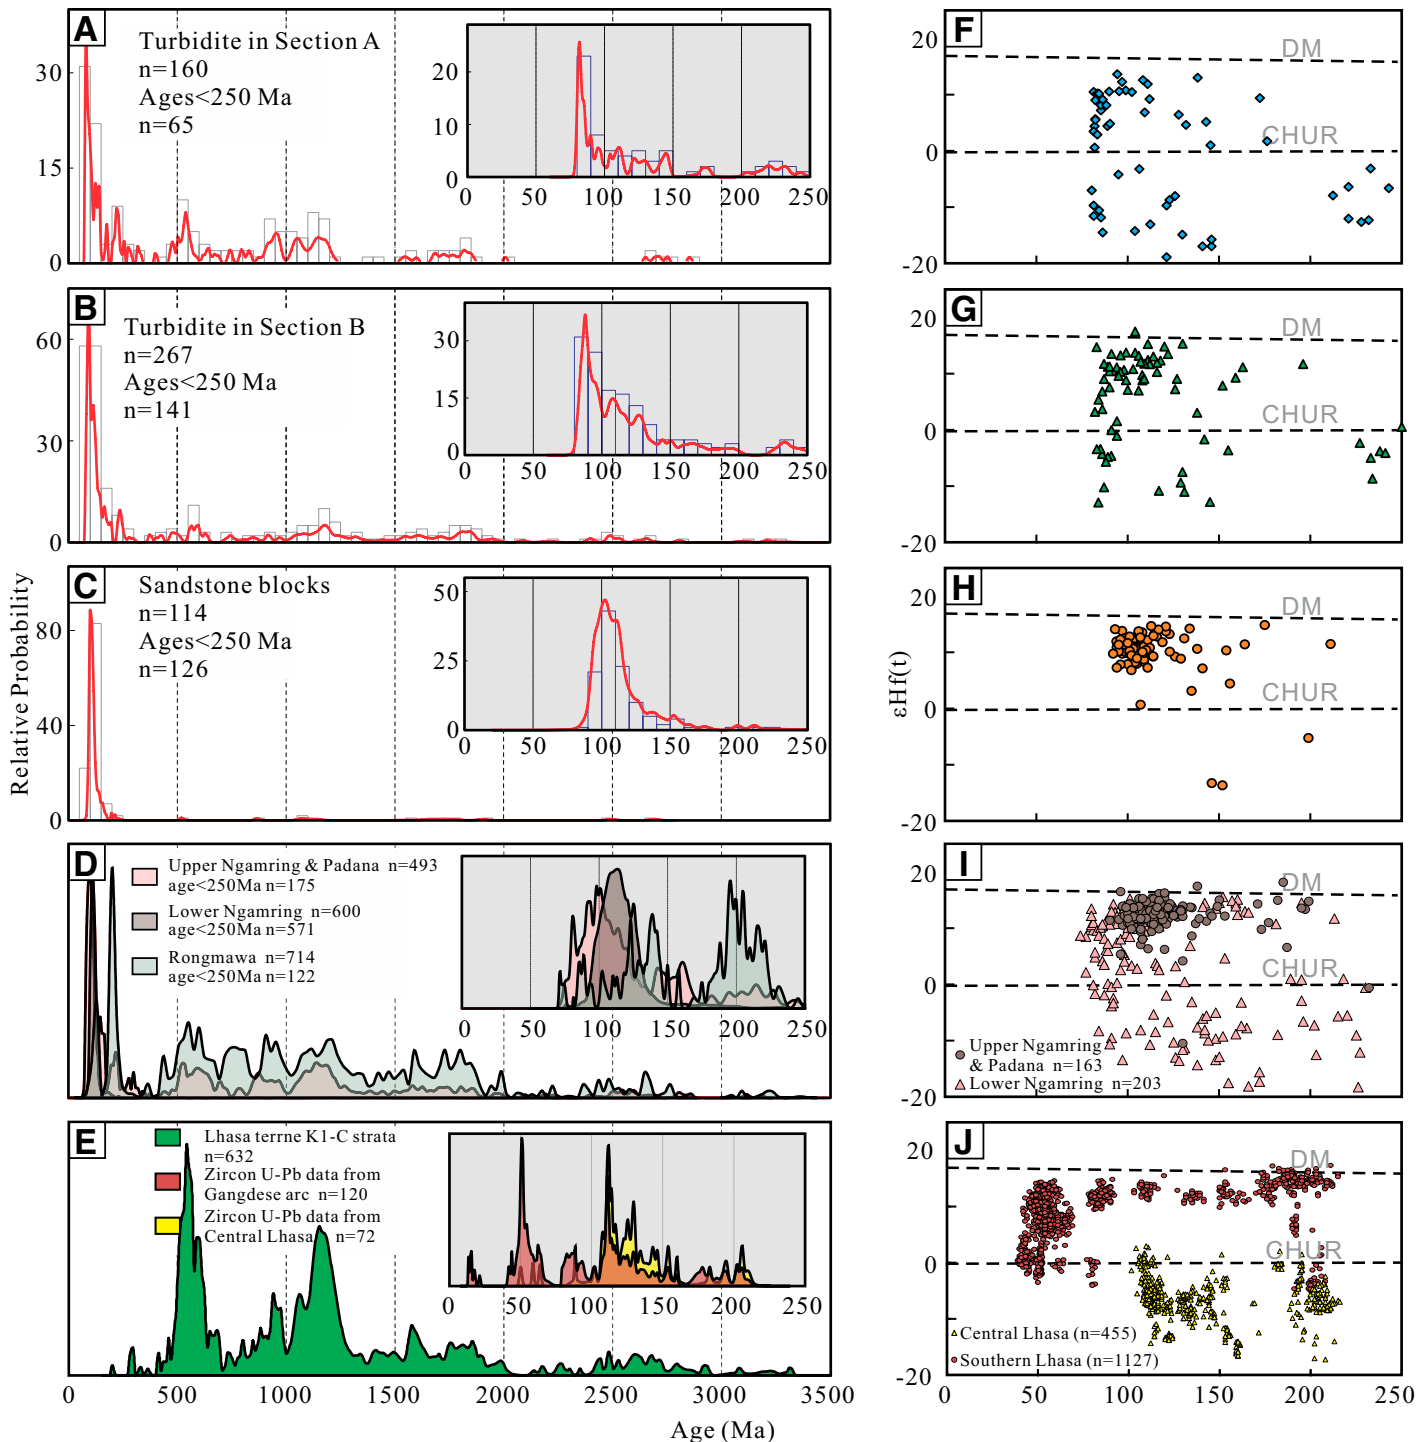 A
Turbidite in Section A
n=160
Ages<250 Ma
n=65
30
15
0
20
10
0
0 50 100 150 200 250
B
Turbidite in Section B
n=267
Ages<250 Ma
n=141
60
30
0
30
15
0
0 50 100 150 200 250
C
Sandstone blocks
n=114
Ages<250 Ma
n=126
80
40
0
50
25
0
0 50 100 150 200 250
Relative Probability
D
Upper Ngamring & Padana n=493
age<250Ma n=175
Lower Ngamring n=600
age<250Ma n=571
Rongmawa n=714
age<250Ma n=122
0 50 100 150 200 250
E
Lhasa terrne K1-C strata
n=632
Zircon U-Pb data from
Gangdese arc n=120
Zircon U-Pb data from
Central Lhasa n=72
0 50 100 150 200 250
0 500 1000 1500 2000 2500 3000 3500
Age (Ma)
F
20
0
-20
DM
CHUR
G
20
0
-20
DM
CHUR
H
20
0
-20
DM
CHUR
εHf(t)
I
20
0
-20
DM
CHUR
Upper Ngamring
& Padana n=163
Lower Ngamring n=203
J
20
0
-20
DM
CHUR
Central Lhasa (n=455)
Southern Lhasa (n=1127)
0 50 100 150 200 250